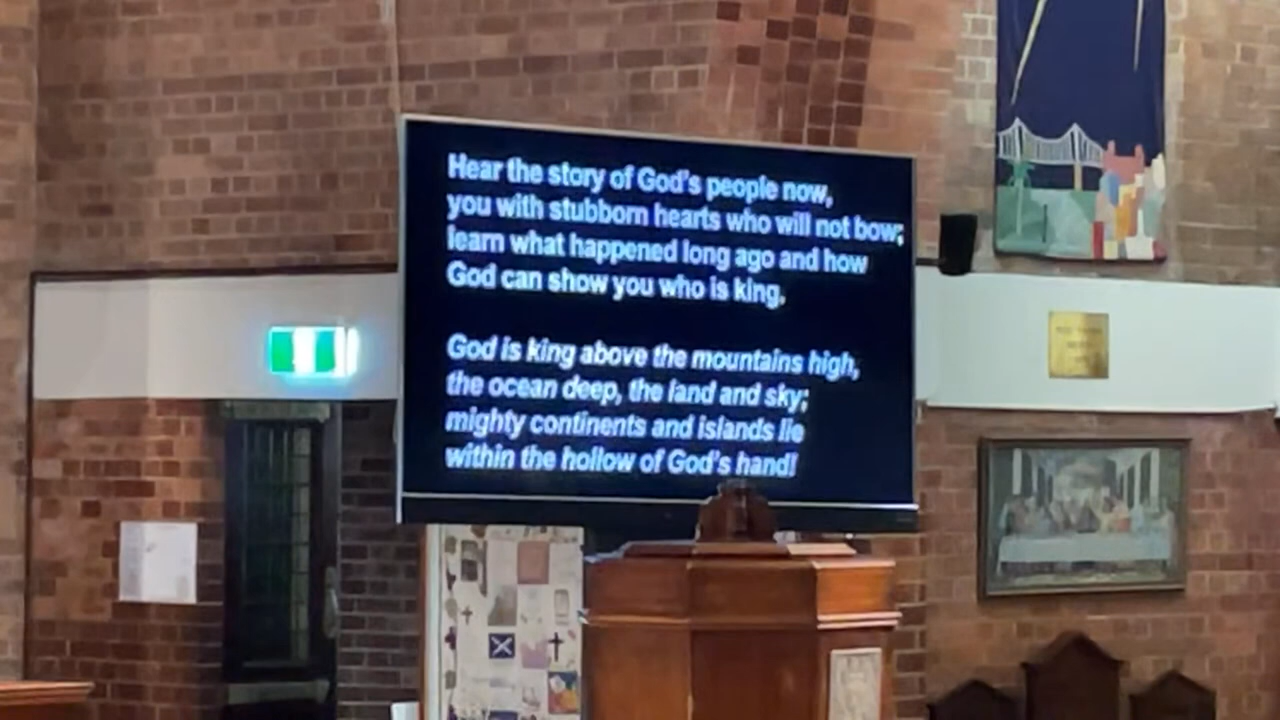 Hear the story of God's people now,
you with stubborn hearts who will not bow;
learn what happened long ago and how
God can show you who is king.
God is king above the mountains high,
the ocean deep, the land and sky;
mighty continents and islands lie
within the hollow of God's hand!